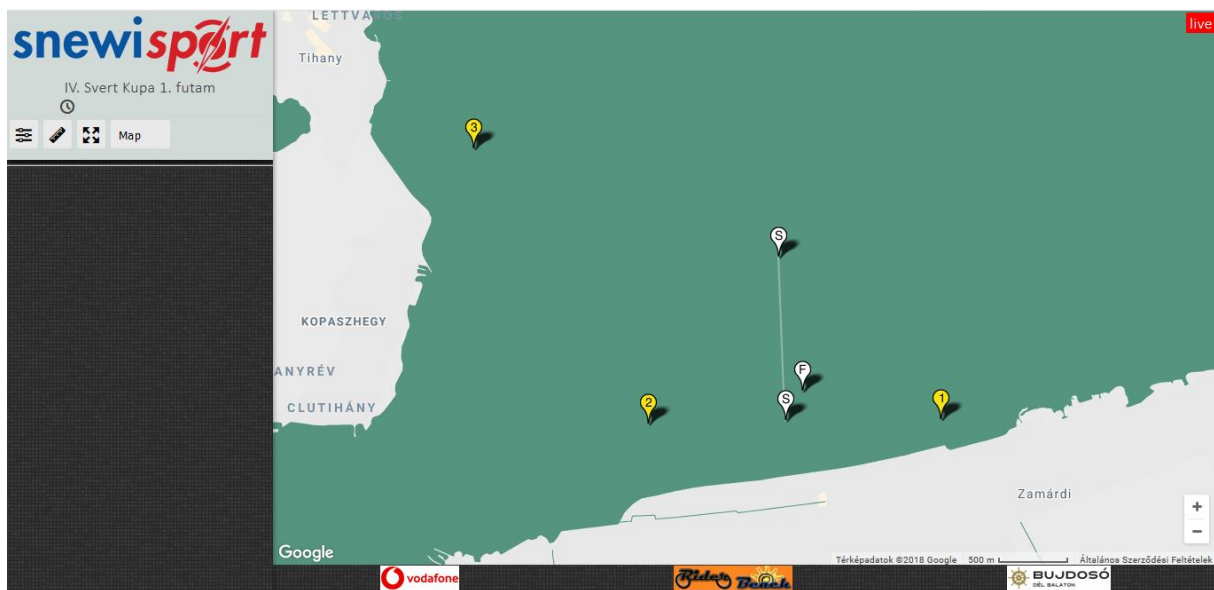 snewisport
IV. Svert Kupa 1. futam
Map
live
LETTVAROS
Tihany
3
S
KOPASZHEGY
ANYRÉV
F
CLUTIHÁNY
2
S
1
Zamárdi
+
−
Google
Térképadatok ©2018 Google 500 m Általános Szerződési Feltételek
vodafone
Rider Beach
BUJDOSÓ
DÉL BALATON